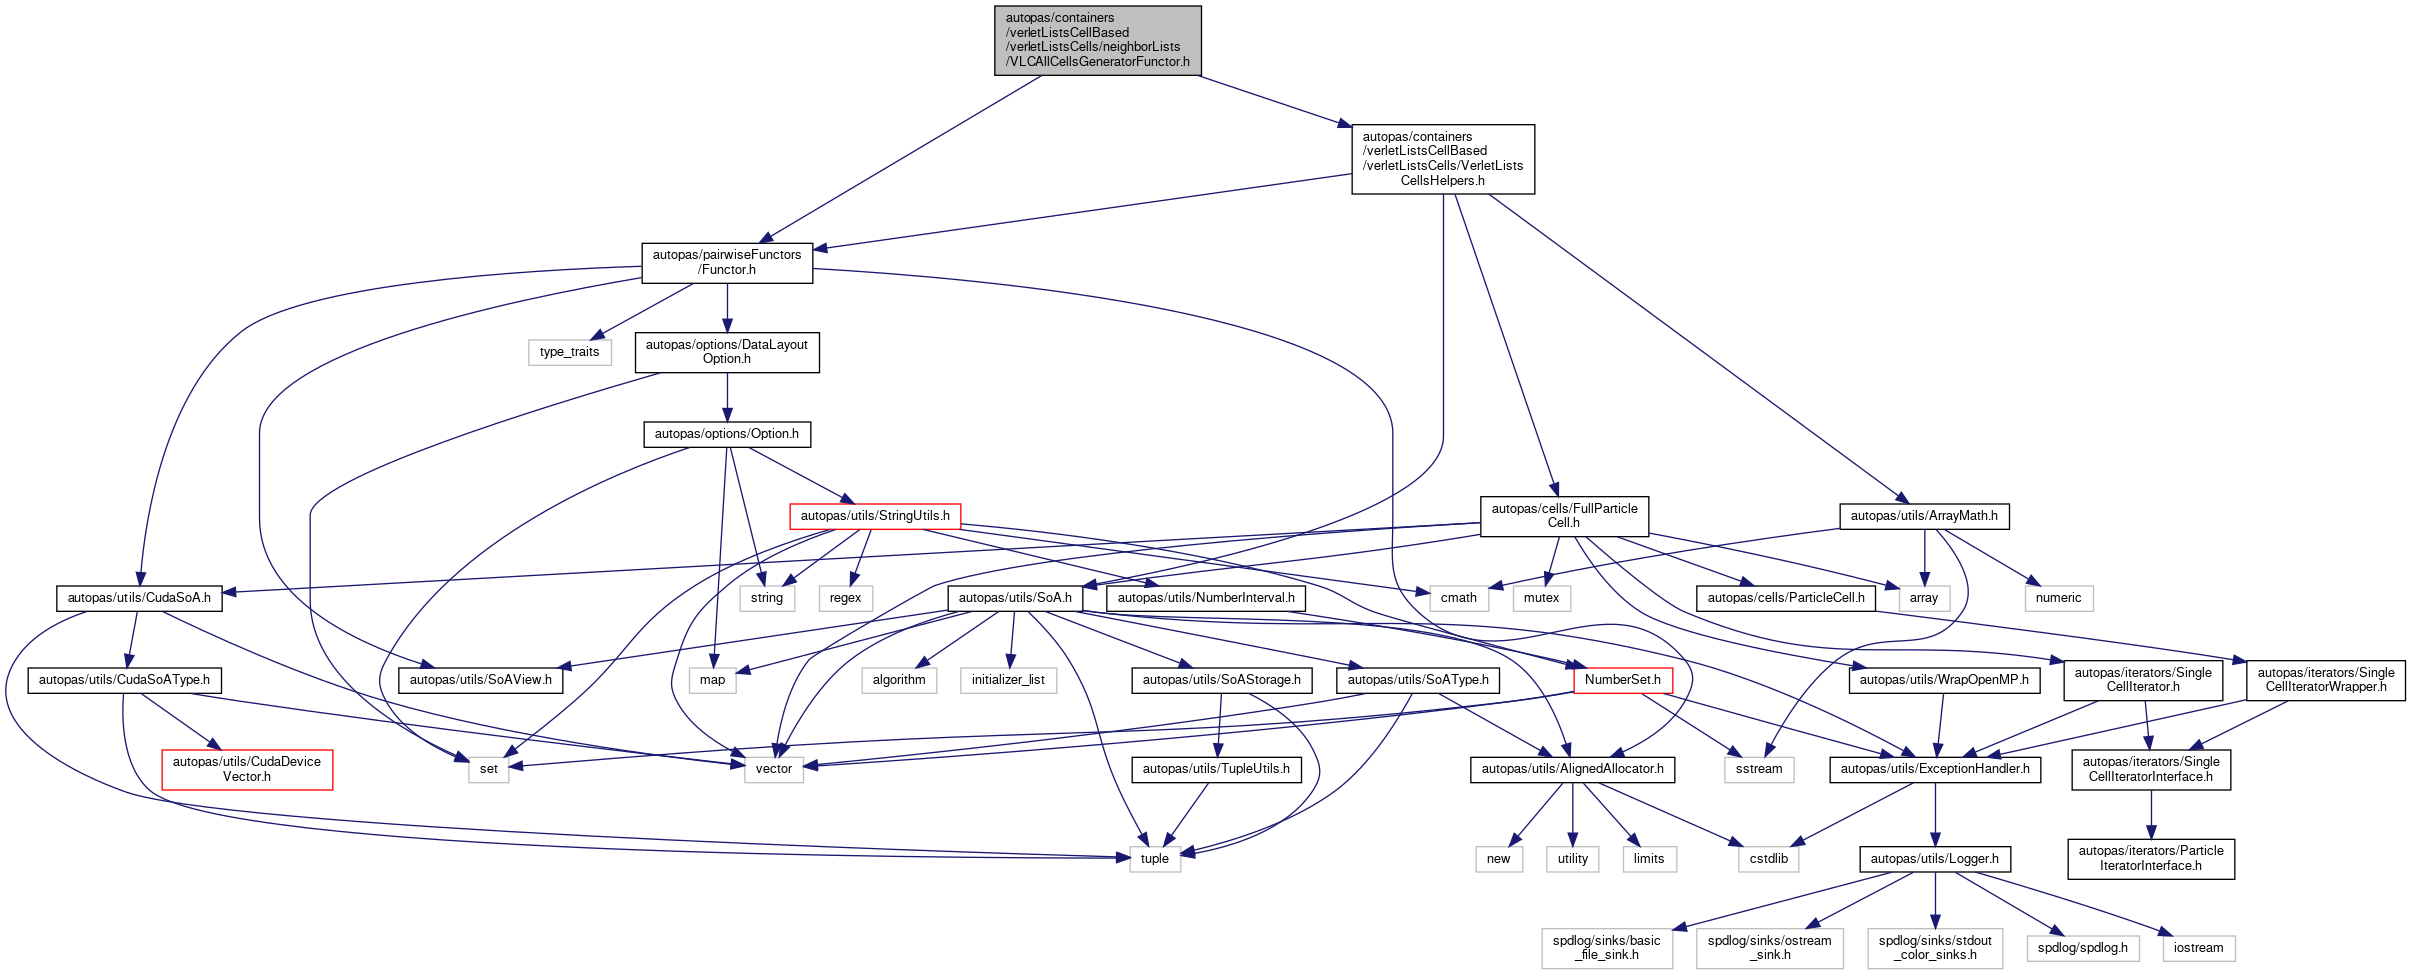 autopas/containers
/verletListsCellBased
/verletListsCells/neighborLists
/VLCAllCellsGeneratorFunctor.h
autopas/containers
/verletListsCellBased
/verletListsCells/VerletLists
CellsHelpers.h
autopas/pairwiseFunctors
/Functor.h
type_traits
autopas/options/DataLayout
Option.h
autopas/options/Option.h
autopas/utils/StringUtils.h
autopas/cells/FullParticle
Cell.h
autopas/utils/ArrayMath.h
autopas/utils/CudaSoA.h
string
regex
autopas/utils/SoA.h
autopas/utils/NumberInterval.h
cmath
mutex
autopas/cells/ParticleCell.h
array
numeric
autopas/utils/CudaSoAType.h
autopas/utils/SoAView.h
map
algorithm
initializer_list
autopas/utils/SoAStorage.h
autopas/utils/SoAType.h
NumberSet.h
autopas/utils/WrapOpenMP.h
autopas/iterators/Single
CellIterator.h
autopas/iterators/Single
CellIteratorWrapper.h
autopas/utils/CudaDevice
Vector.h
set
vector
autopas/utils/TupleUtils.h
autopas/utils/AlignedAllocator.h
sstream
autopas/utils/ExceptionHandler.h
autopas/iterators/Single
CellIteratorInterface.h
tuple
new
utility
limits
cstdlib
autopas/utils/Logger.h
autopas/iterators/Particle
IteratorInterface.h
spdlog/sinks/basic
_file_sink.h
spdlog/sinks/ostream
_sink.h
spdlog/sinks/stdout
_color_sinks.h
spdlog/spdlog.h
iostream